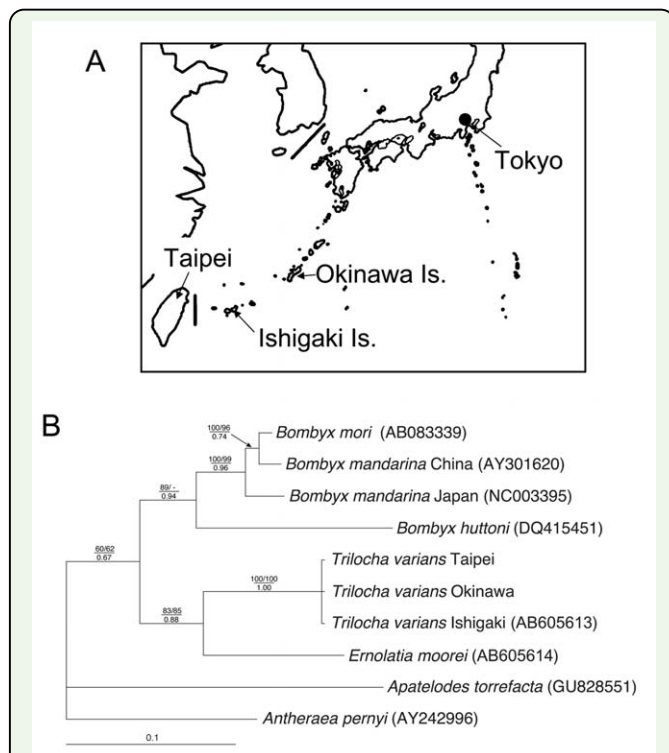 A
Tokyo
Taipei
Okinawa Is.
Ishigaki Is.
B
100/96
0.74
Bombyx mori (AB083339)
100/99
0.96
Bombyx mandarina China (AY301620)
89/ -
0.94
Bombyx mandarina Japan (NC003395)
Bombyx huttoni (DQ415451)
60/62
0.67
Trilocha varians Taipei
100/100
1.00
Trilocha varians Okinawa
83/85
0.88
Trilocha varians Ishigaki (AB605613)
Ernolatia moorei (AB605614)
Apatelodes torrefacta (GU828551)
Antheraea pernyi (AY242996)
0.1